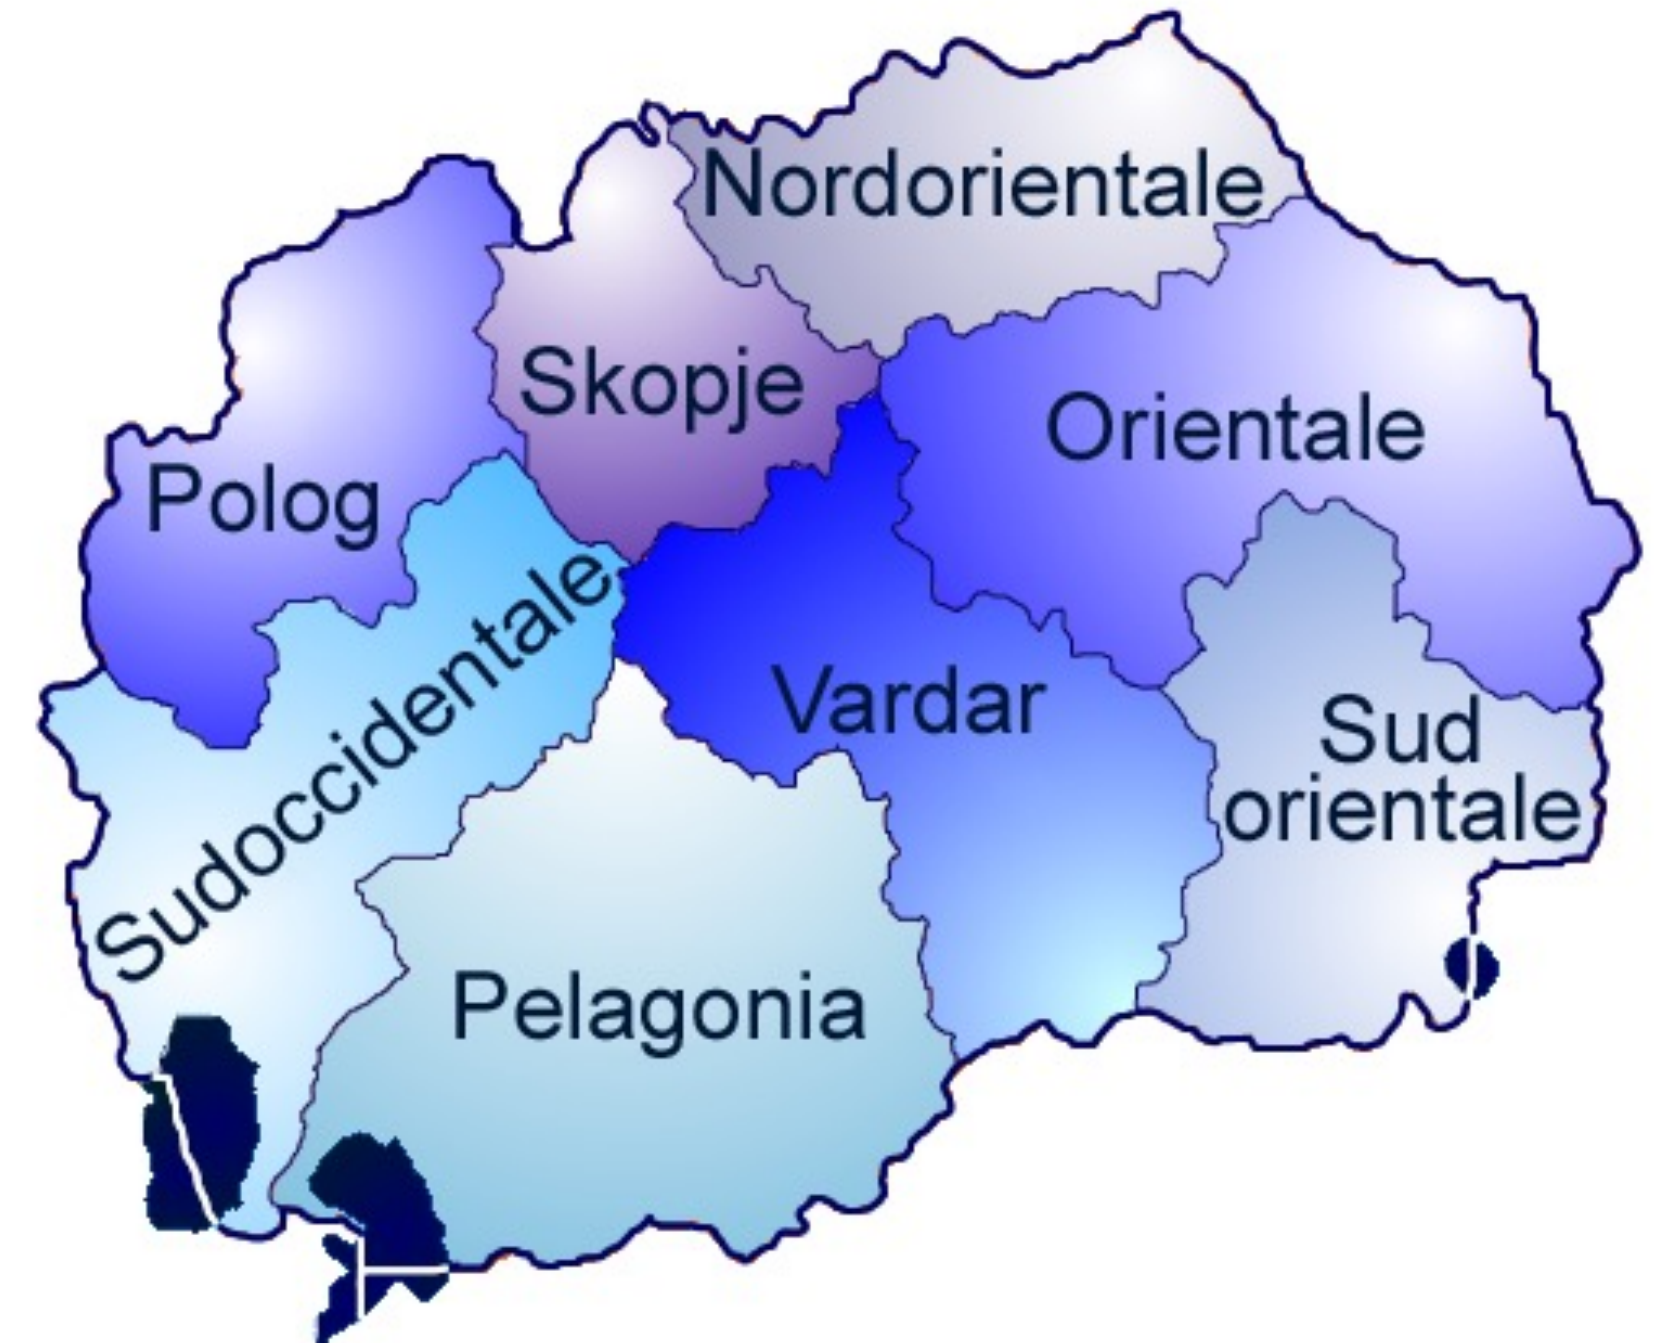 Nordorientale
Skopje
Orientale
Polog
Sudoccidentale
Vardar
Sud
orientale
Pelagonia